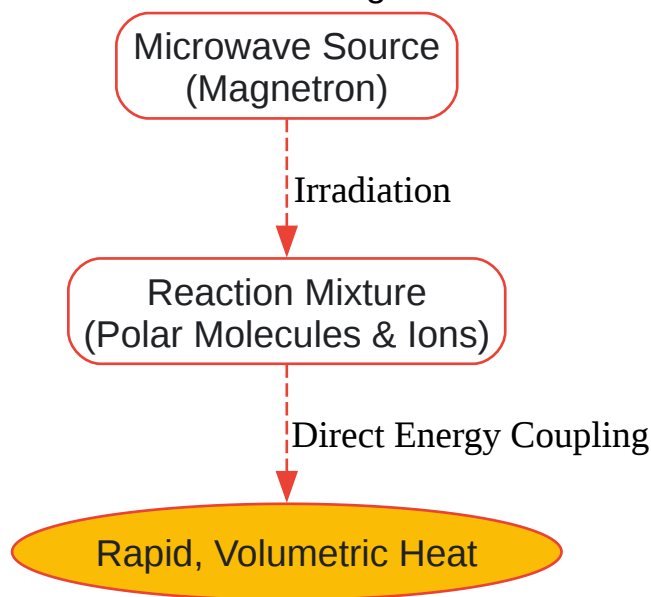 Microwave Source
(Magnetron)
Irradiation
Reaction Mixture
(Polar Molecules & Ions)
Direct Energy Coupling
Rapid, Volumetric Heat